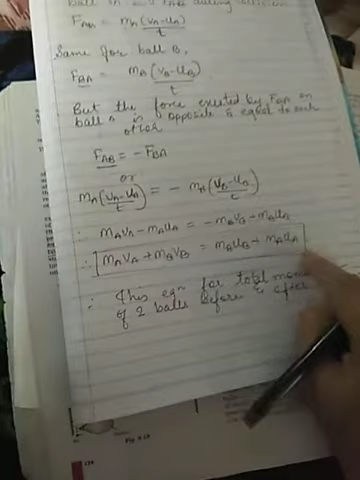 F_AB = m_A(v_A-u_A)/t
Same for ball B,
F_BA = m_B(v_B-u_B)/t
But the force exerted by F_BA on
ball is opposite & equal to each
other
F_AB = -F_BA
or
m_A(v_A-u_A)/t = - m_B(v_B-u_B)/t
∴ m_Av_A-m_Au_A = -m_Bv_B+m_Bu_B
∴ m_Av_A+m_Bv_B = m_Bu_B+m_Au_A
∴ This eqn for total
of 2 balls before & after